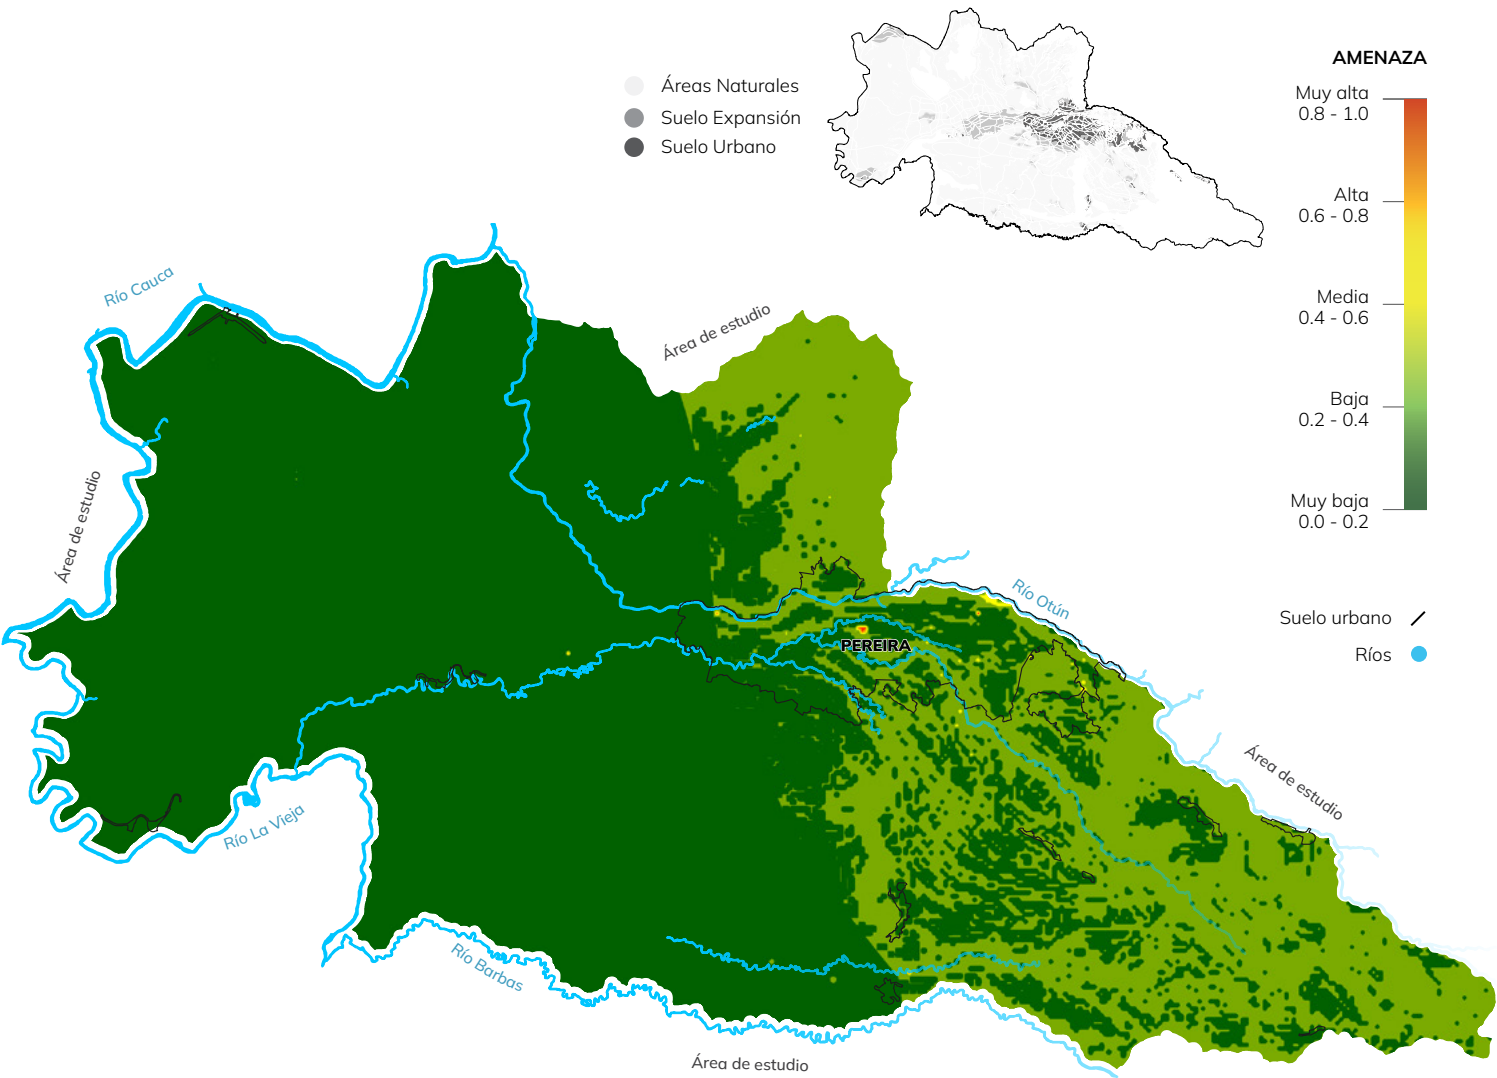 Áreas Naturales
Suelo Expansión
Suelo Urbano
AMENAZA
Muy alta
0.8 - 1.0
Alta
0.6 - 0.8
Media
0.4 - 0.6
Baja
0.2 - 0.4
Muy baja
0.0 - 0.2
Suelo urbano
Ríos
Río Cauca
Área de estudio
Área de estudio
Río Otún
PEREIRA
Área de estudio
Río La Vieja
Río Barbas
Área de estudio